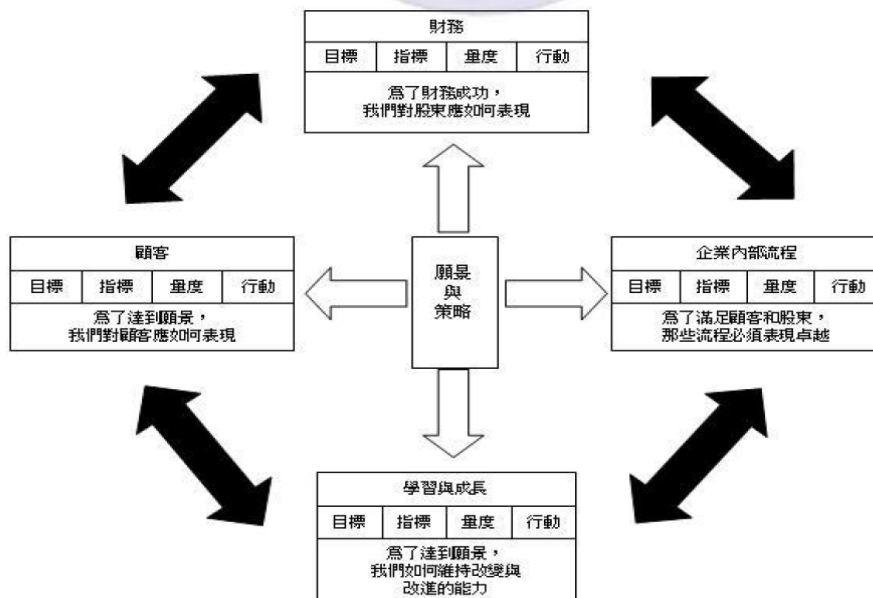 財務
目標 指標 量度 行動
為了財務成功，
我們對股東應如何表現
顧客
目標 指標 量度 行動
為了達到願景，
我們對顧客應如何表現
願景
與
策略
企業內部流程
目標 指標 量度 行動
為了滿足顧客和股東，
那些流程必須表現卓越
學習與成長
目標 指標 量度 行動
為了達到願景，
我們如何維持改變與
改進的能力